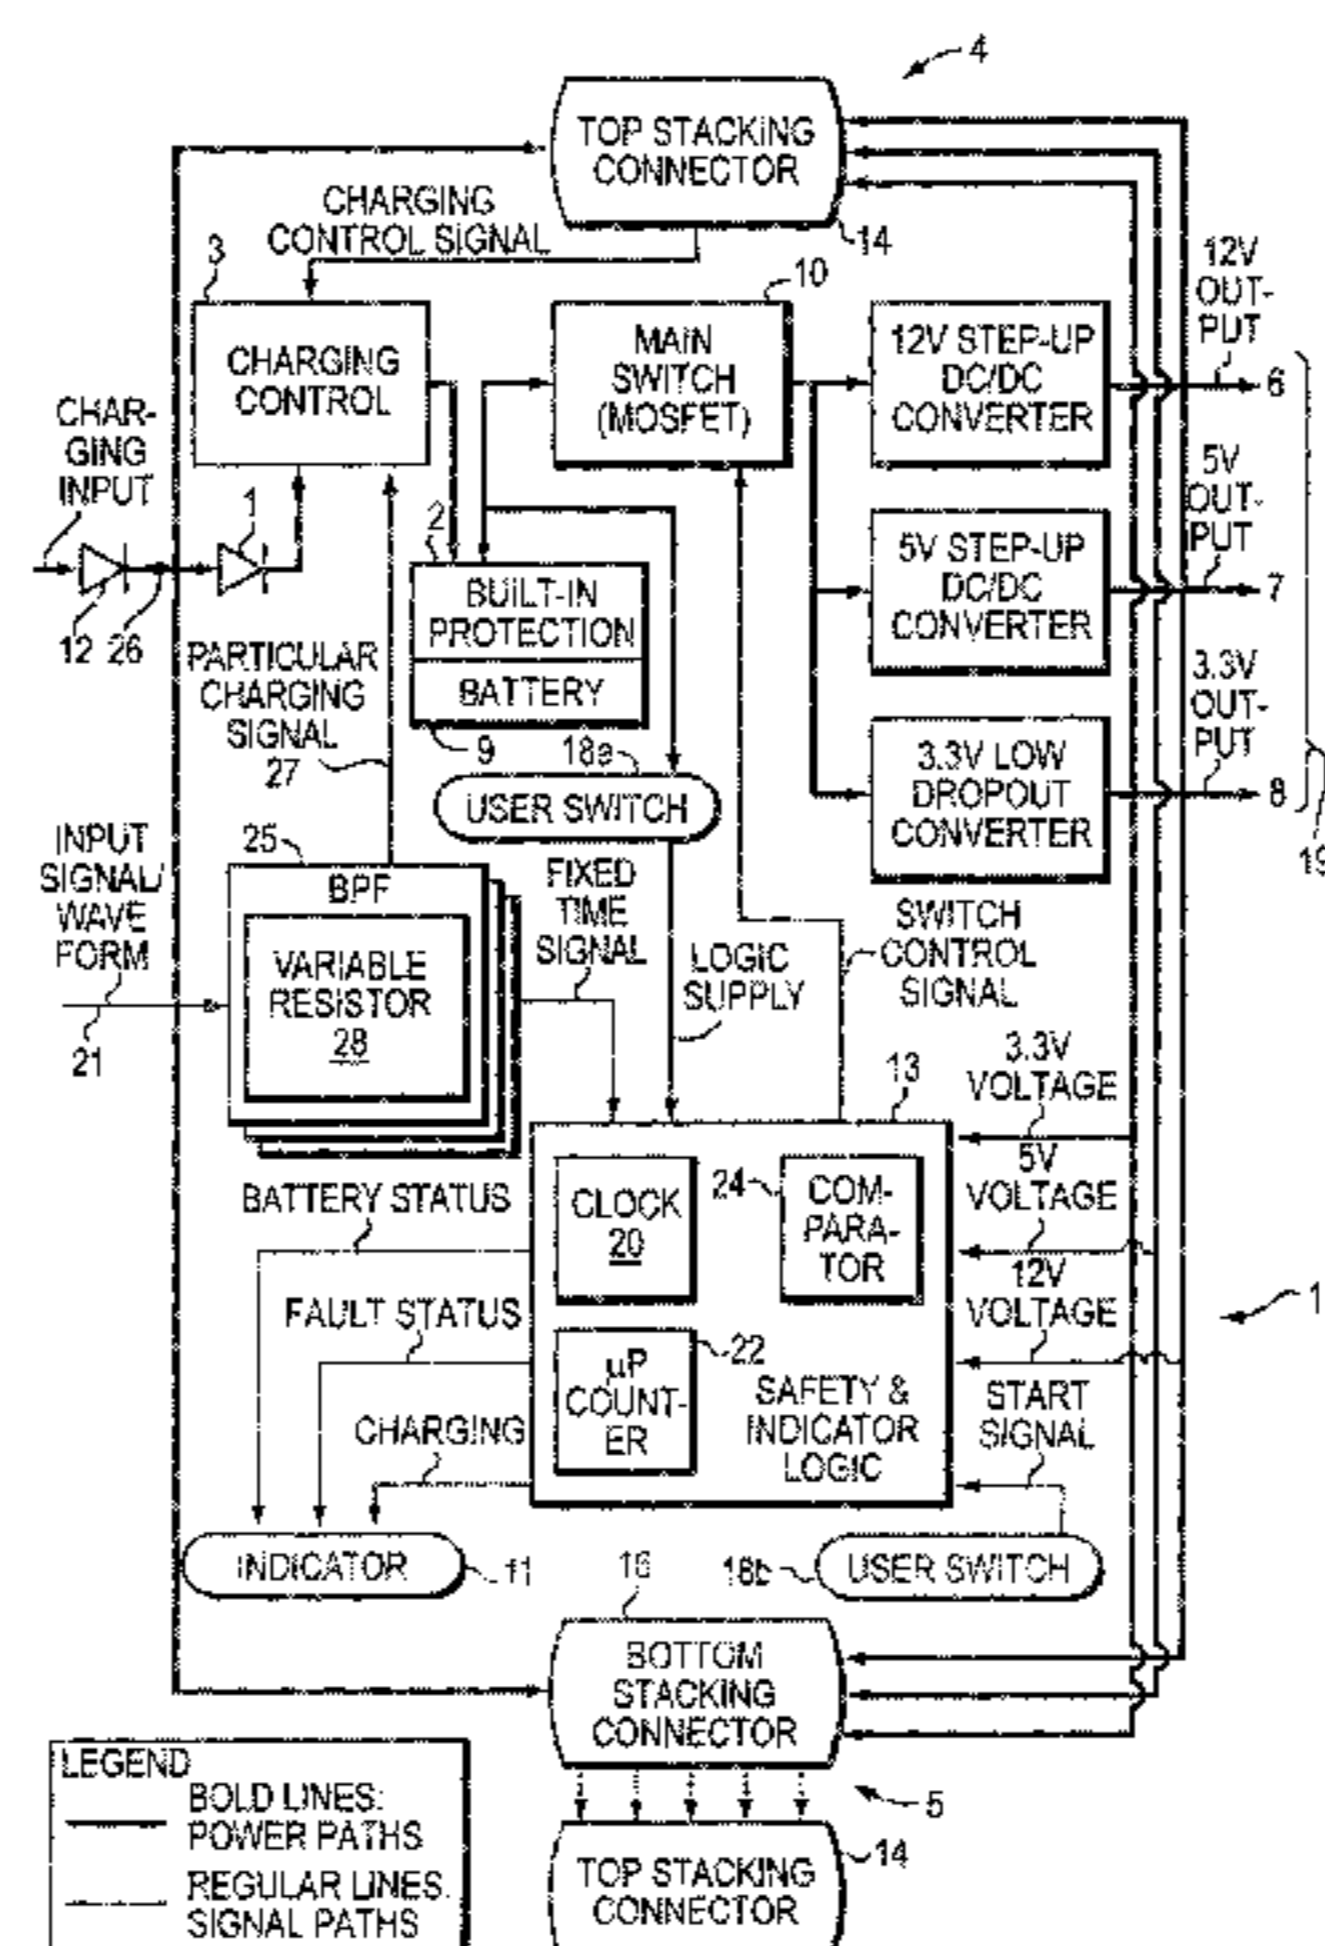 4
TOP STACKING
CONNECTOR
14
CHARGING
CONTROL SIGNAL
3
CHARGING
CONTROL
10
MAIN
SWITCH
(MOSFET)
12V STEP-UP
DC/DC
CONVERTER
12V
OUT-
PUT
6
CHAR-
GING
INPUT
12
26
1
2
BUILT-IN
PROTECTION
BATTERY
9
5V STEP-UP
DC/DC
CONVERTER
5V
OUT-
PUT
7
3.3V LOW
DROPOUT
CONVERTER
3.3V
OUT-
PUT
8
19
PARTICULAR
CHARGING
SIGNAL
27
18a
USER SWITCH
INPUT
SIGNAL/
WAVE
FORM
21
25
BPF
VARIABLE
RESISTOR
28
FIXED
TIME
SIGNAL
LOGIC
SUPPLY
SWITCH
CONTROL
SIGNAL
13
3.3V
VOLTAGE
5V
VOLTAGE
12V
VOLTAGE
START
SIGNAL
1
CLOCK
20
24
COM-
PARA-
TOR
22
µP
COUNT-
ER
SAFETY &
INDICATOR
LOGIC
BATTERY STATUS
FAULT STATUS
CHARGING
INDICATOR
11
18b
USER SWITCH
16
BOTTOM
STACKING
CONNECTOR
5
TOP STACKING
CONNECTOR
14
LEGEND
BOLD LINES:
POWER PATHS
REGULAR LINES:
SIGNAL PATHS